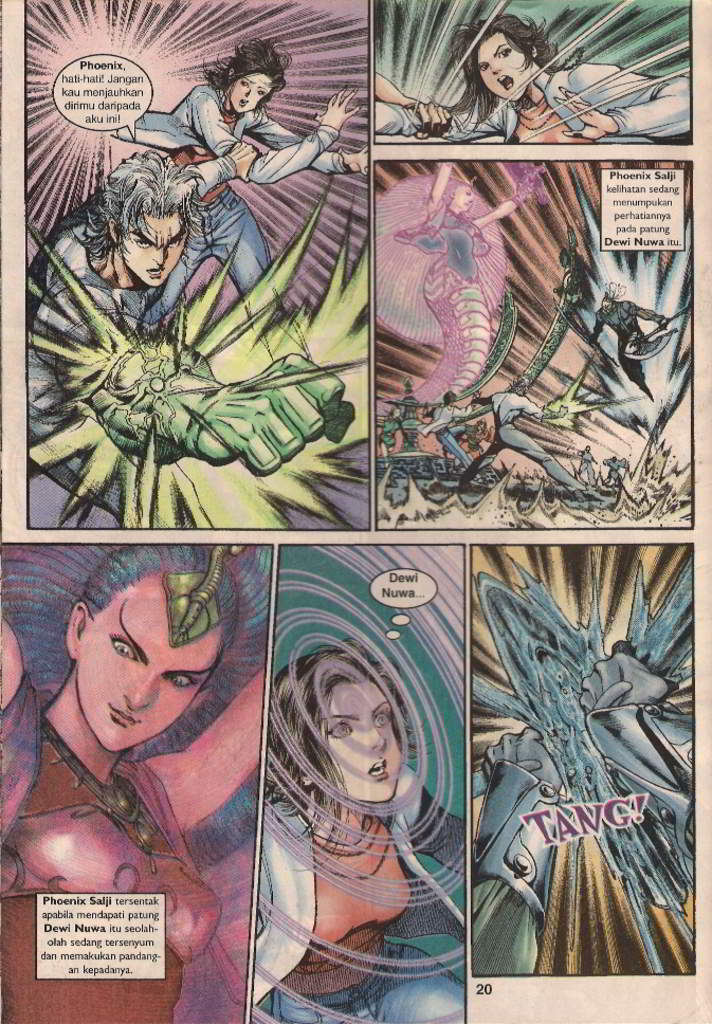 Phoenix,
hati-hati! Jangan
kau menumpukan
dirimu daripada
aku ini!
Phoenix Salji
kelihatan sedang
menumpukan
perhatiannya
pada patung
Dewi Nuwa itu.
Phoenix Salji tersentak
apabila mendapati patung
Dewi Nuwa itu seolah-
olah sedang tersenyum
dan memakukan pandang-
an kepadanya.
Dewi
Nuwa...
TANG!
20